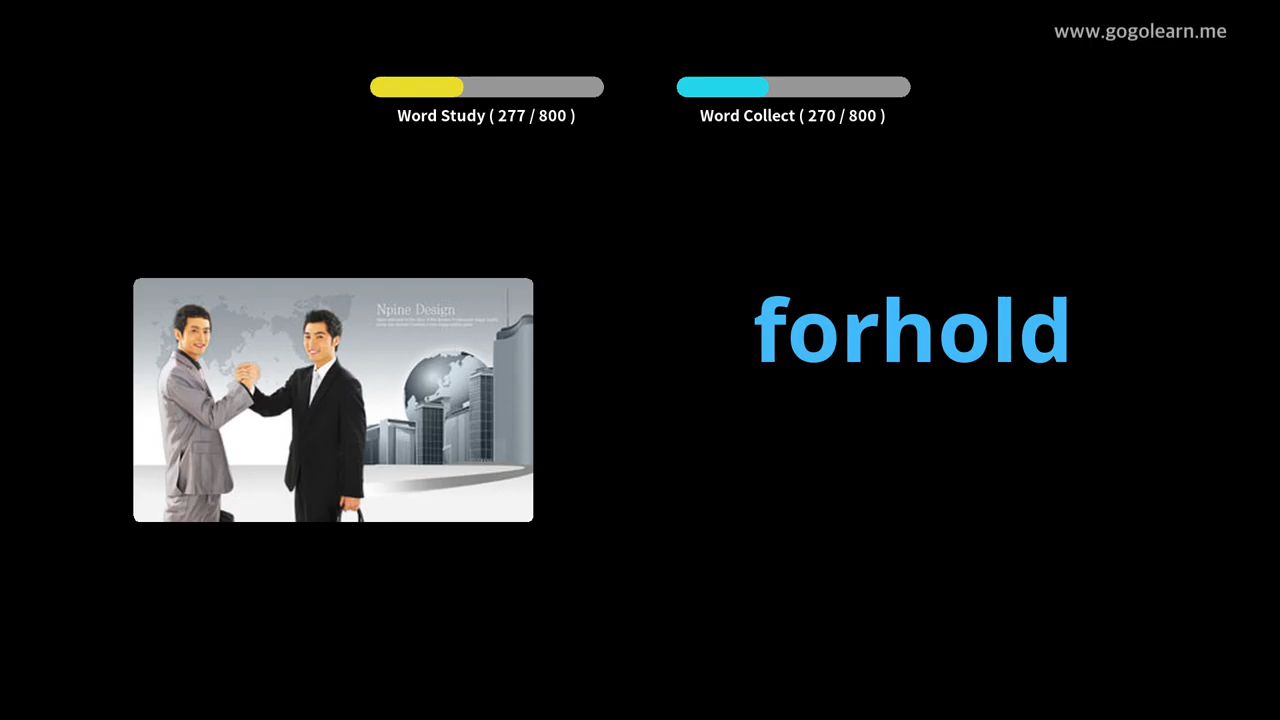 www.gogolearn.me
Word Study ( 277 / 800 )
Word Collect ( 270 / 800 )
Npine Design
forhold